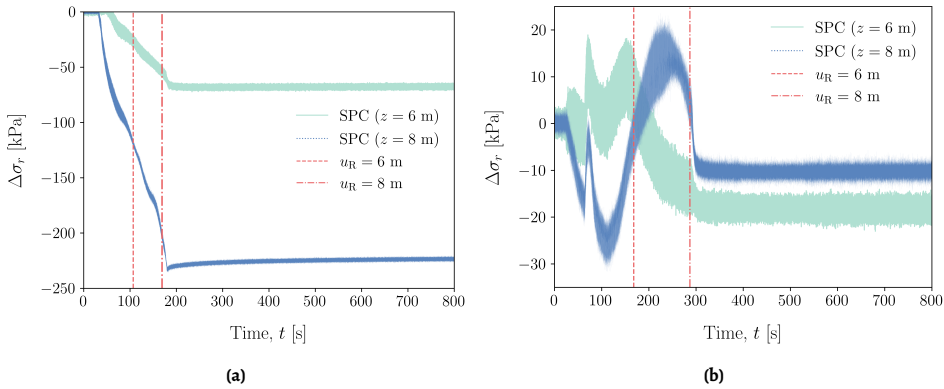 0
−50
−100
−150
−200
−250
Δσr [kPa]
SPC (z = 6 m)
SPC (z = 8 m)
uR = 6 m
uR = 8 m
0 100 200 300 400 500 600 700 800
Time, t [s]
(a)
20
10
0
−10
−20
−30
Δσr [kPa]
SPC (z = 6 m)
SPC (z = 8 m)
uR = 6 m
uR = 8 m
0 100 200 300 400 500 600 700 800
Time, t [s]
(b)